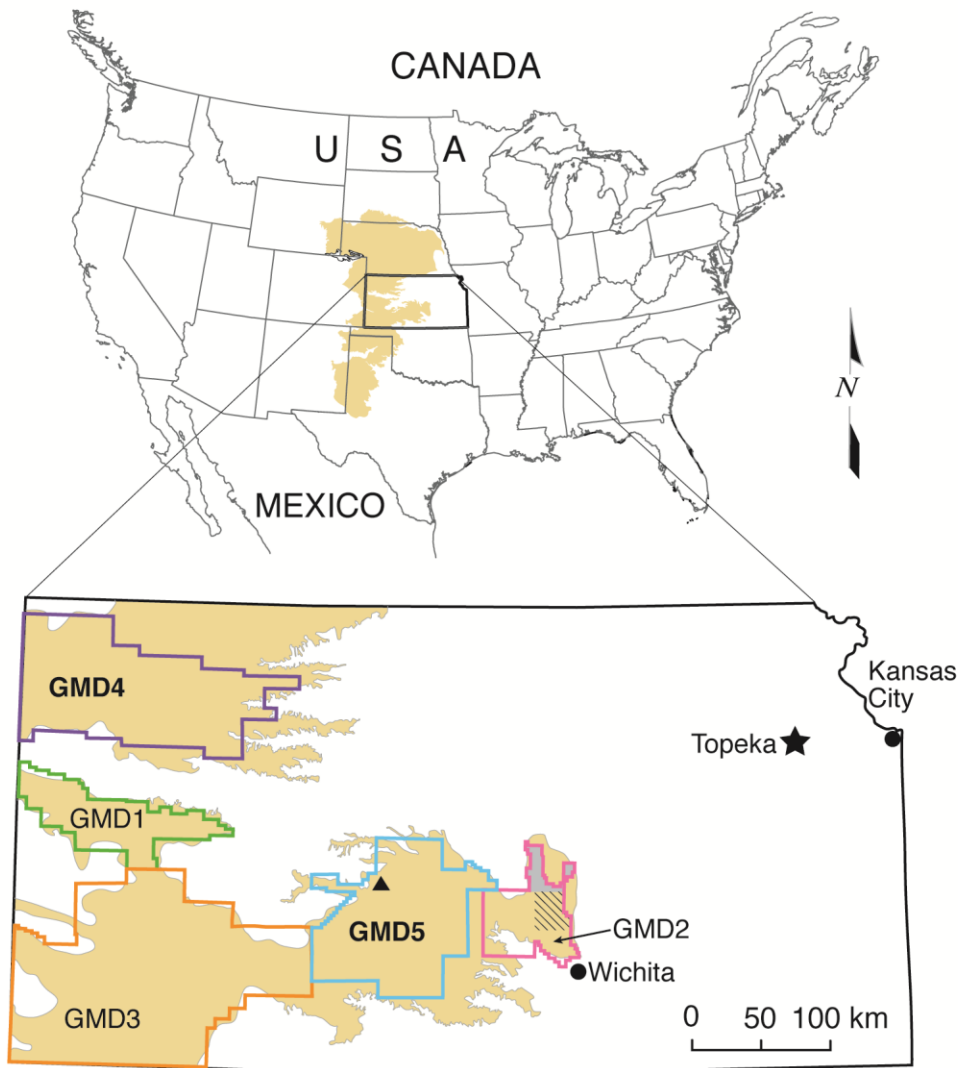 CANADA
U S A
N
MEXICO
GMD4
Kansas
City
Topeka
GMD1
GMD5
GMD2
Wichita
GMD3
0 50 100 km